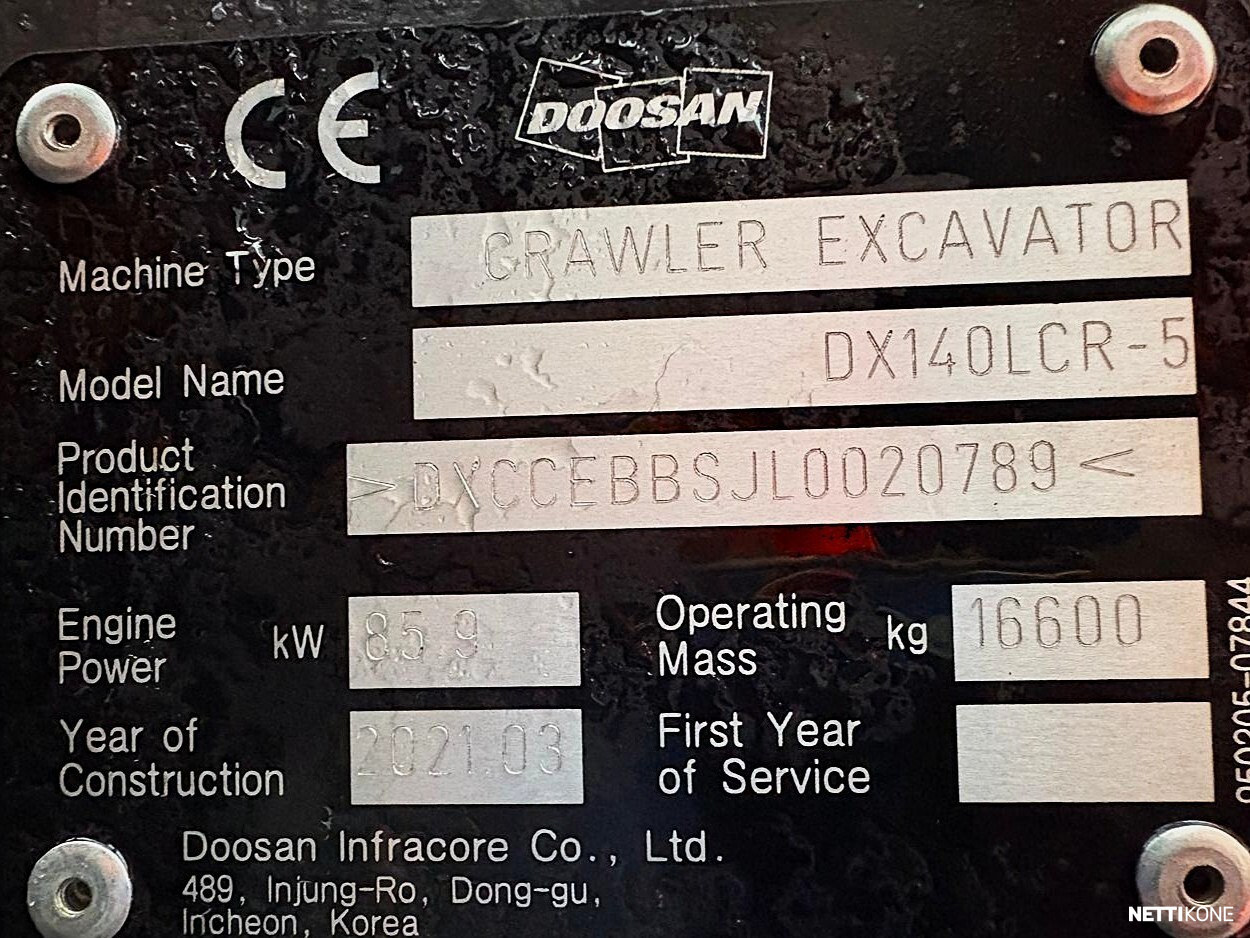 CE
DOOSAN
Machine Type CRAWLER EXCAVATOR
Model Name DX140LCR-5
Product
Identification
Number
> DXCCEBBSJL0020789 <
Engine
Power kW 85.9
Operating
Mass kg 16600
Year of
Construction 2021.03
First Year
of Service
Doosan Infracore Co., Ltd.
489, Injung-Ro, Dong-gu,
Incheon, Korea
NETTIKONE